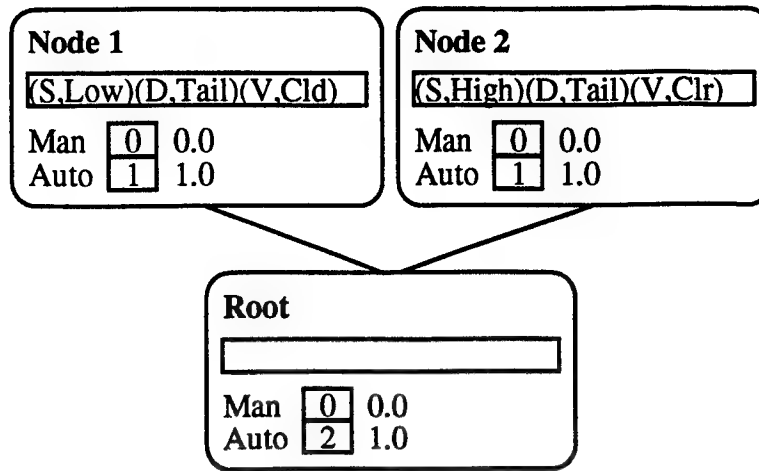 Node 1
(S,Low)(D,Tail)(V,Cld)
Man 0 0.0
Auto 1 1.0
Node 2
(S,High)(D,Tail)(V,Clr)
Man 0 0.0
Auto 1 1.0
Root
Man 0 0.0
Auto 2 1.0